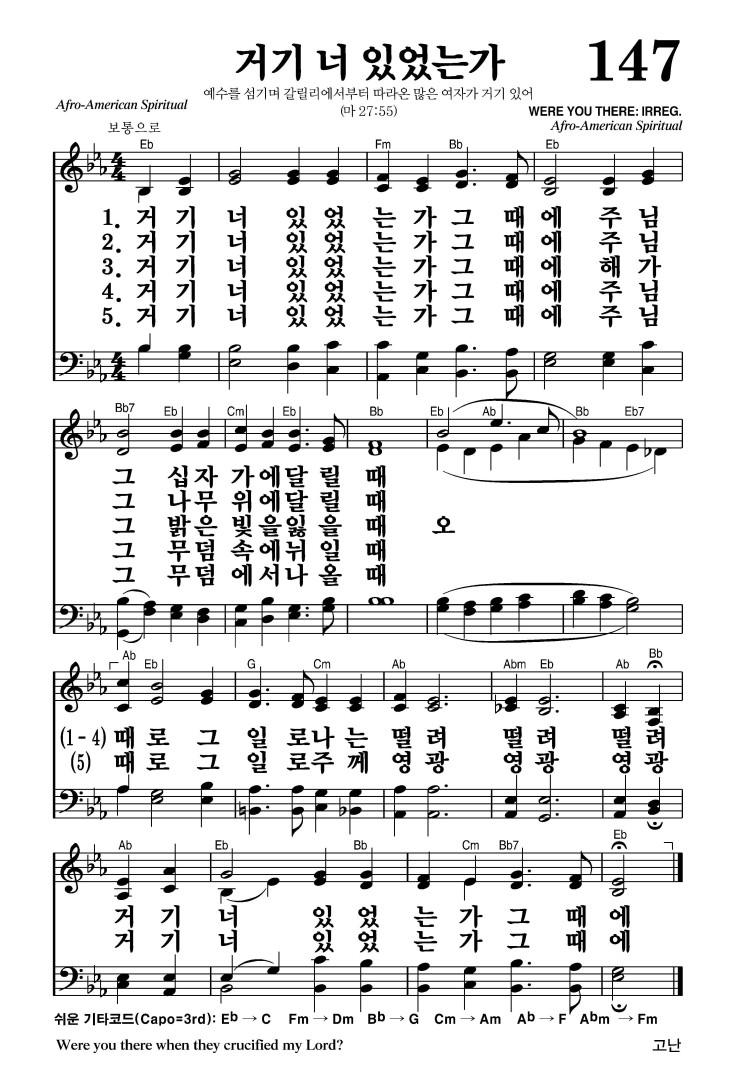 거기 너 있었는가 147
예수를 섬기며 갈릴리에서부터 따라온 많은 여자가 거기 있어
Afro-American Spiritual (마 27:55) WERE YOU THERE: IRREG.
보통으로 Afro-American Spiritual
Eb Fm Bb Eb
4 4
1. 거 기 너 있 었 는 가 그 때 에 주 님
2. 거 기 너 있 었 는 가 그 때 에 주 님
3. 거 기 너 있 었 는 가 그 때 에 해 가
4. 거 기 너 있 었 는 가 그 때 에 주 님
5. 거 기 너 있 었 는 가 그 때 에 주 님
4 4
Bb7 Eb Cm Eb Bb Eb Ab Bb Eb7
그 십자 가에달 릴 때
그 나무 위에달 릴 때
그 밝은 빛을잃 을 때 오
그 무덤 속에뉘 일 때
그 무덤 에서나 올 때
Ab Eb G Cm Ab Abm Eb Ab Bb
(1-4) 때 로 그 일 로나 는 떨 려 떨 려 떨 려
(5) 때 로 그 일 로주 께 영 광 영 광 영 광
Ab Eb Eb Bb Cm Bb7 Eb
거 기 너 있 었 는 가 그 때 에
거 기 너 있 었 는 가 그 때 에
쉬운 기타코드(Capo=3rd): Eb → C Fm → Dm Bb → G Cm → Am Ab → F Abm → Fm
Were you there when they crucified my Lord? 고난